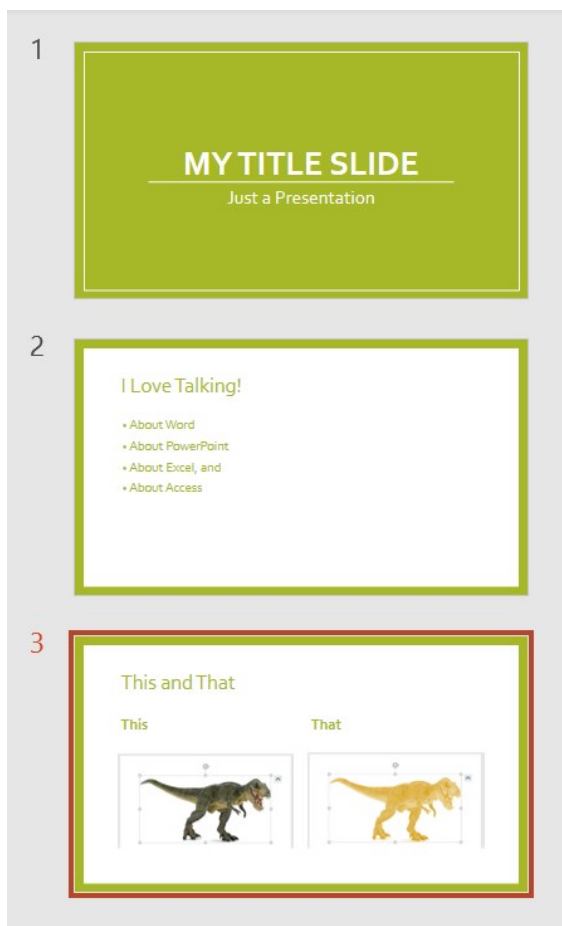 1
MY TITLE SLIDE
Just a Presentation
2
I Love Talking!
• About Word
• About PowerPoint
• About Excel, and
• About Access
3
This and That
This That